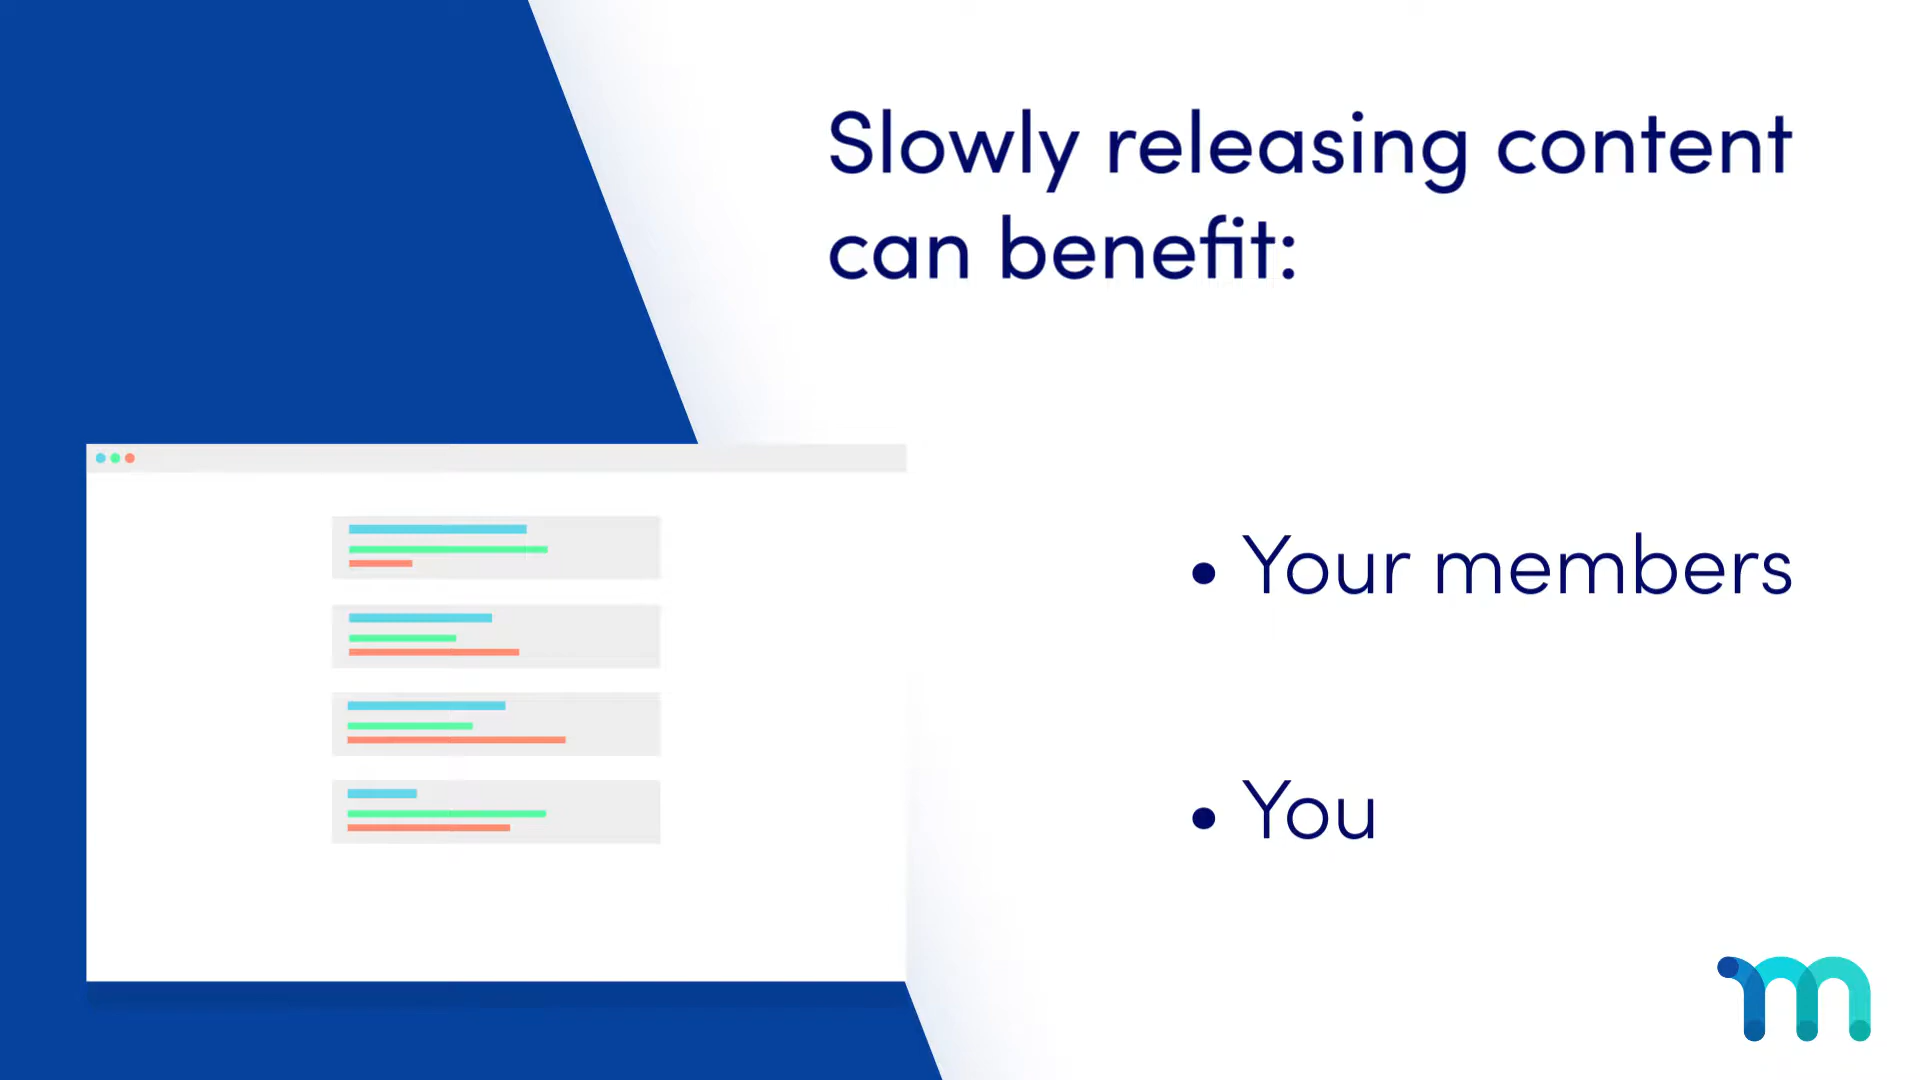 Slowly releasing content
can benefit:
• Your members
• You